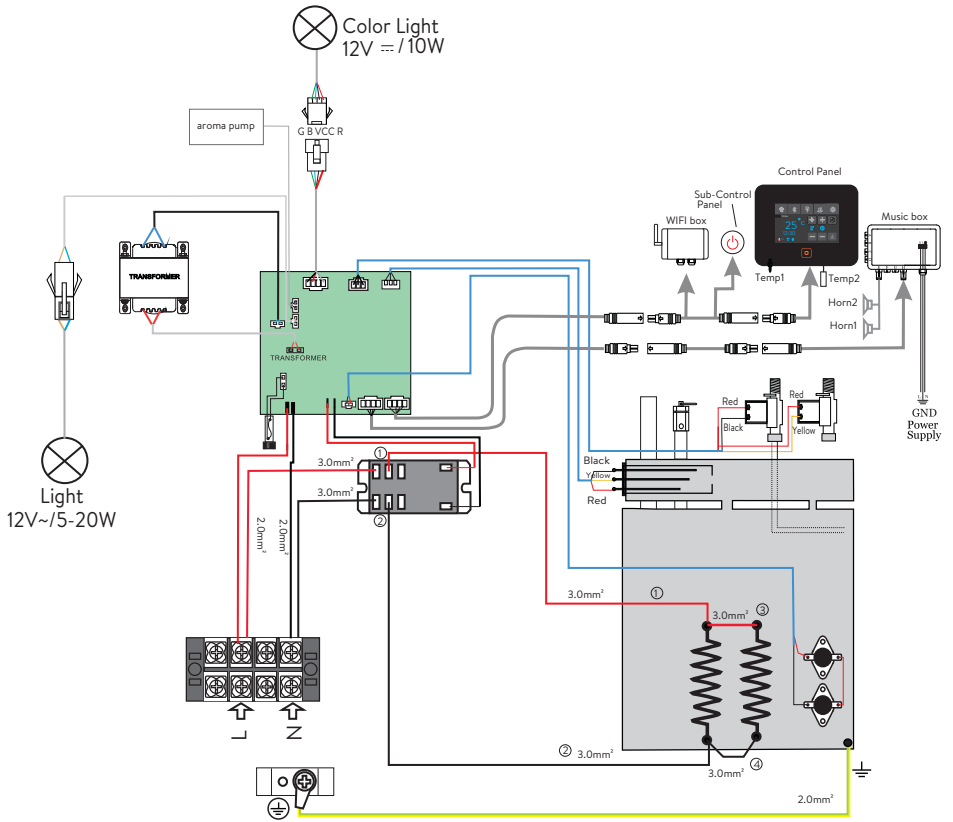 Color Light
12V ⎓ / 10W
G B VCC R
aroma pump
TRANSFORMER
TRANSFORMER
Control Panel
Sub-Control
Panel
WIFI box
Music box
25
Temp1
Temp2
Horn2
Horn1
L N
GND
Power
Supply
Red
Black
Red
Yellow
Black
Yellow
Red
Light
12V~/5-20W
3.0mm²
①
3.0mm²
②
2.0mm²
2.0mm²
3.0mm²
①
3.0mm²
③
②
3.0mm²
3.0mm²
④
L
N
2.0mm²